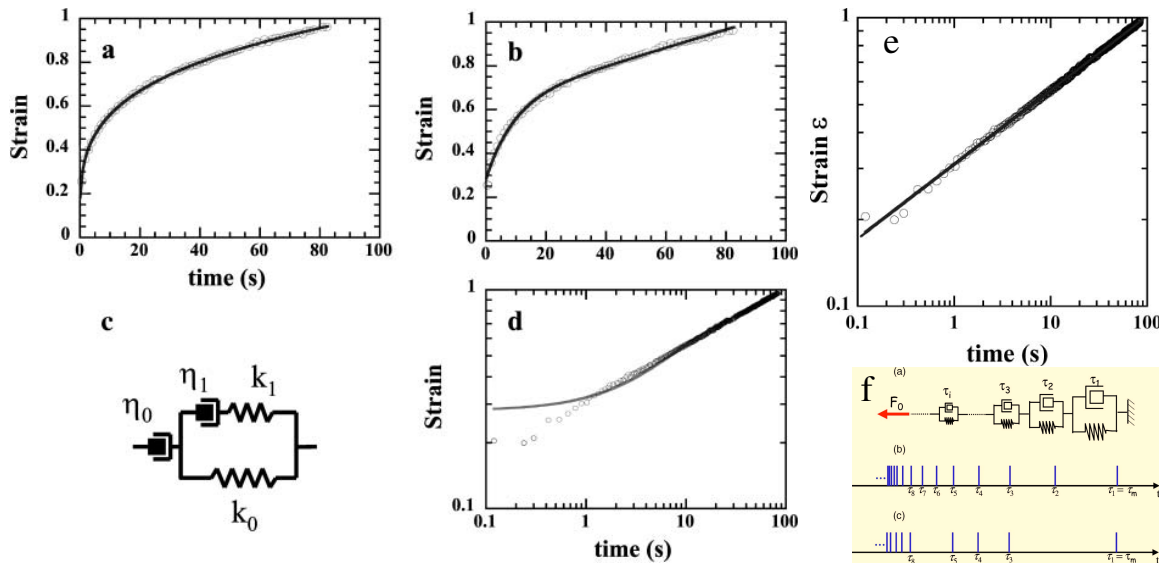 a
Strain
1
0.8
0.6
0.4
0.2
0
0 20 40 60 80 100
time (s)
b
Strain
1
0.8
0.6
0.4
0.2
0
0 20 40 60 80 100
time (s)
e
Strain ε
1
0.1
0.1 1 10 100
time (s)
c
η₁ k₁
η₀
k₀
d
Strain
1
0.1
0.1 1 10 100
time (s)
f
(a)
F₀ τᵢ τ₃ τ₂ τ₁
(b)
τ₈ τ₇ τ₆ τ₅ τ₄ τ₃ τ₂ τ₁ = τₘ t
(c)
τ₈ τ₅ τ₄ τ₃ τ₁ = τₘ t